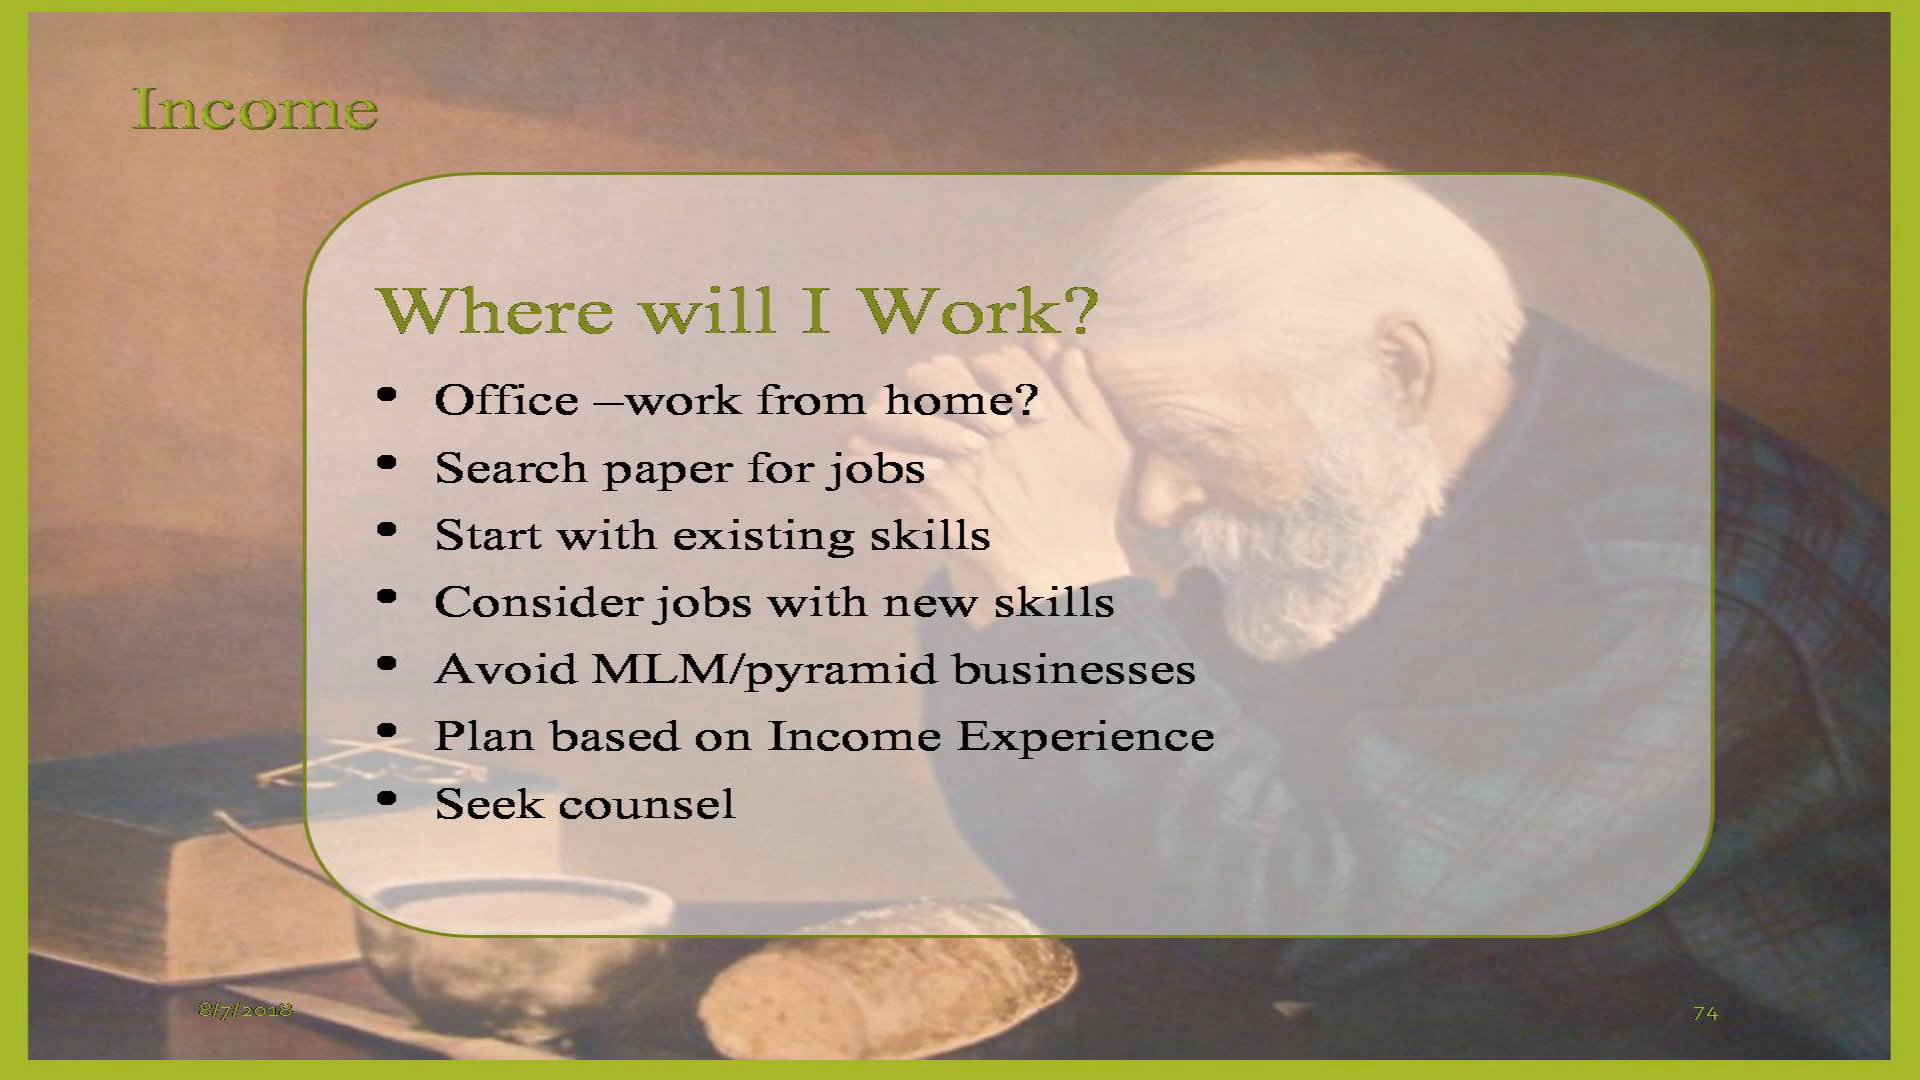 Income
Where will I Work?
• Office –work from home?
• Search paper for jobs
• Start with existing skills
• Consider jobs with new skills
• Avoid MLM/pyramid businesses
• Plan based on Income Experience
• Seek counsel
8/7/2018
74